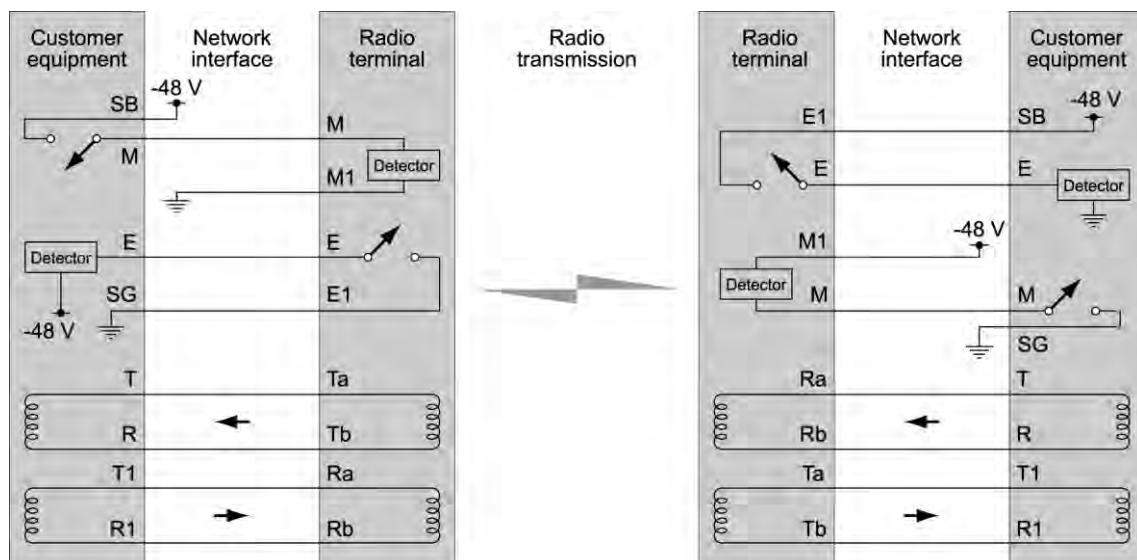 Customer
equipment
Network
interface
Radio
terminal
Radio
transmission
Radio
terminal
Network
interface
Customer
equipment
-48 V
SB
M
M
Detector
M1
E
E
Detector
SG
E1
-48 V
T
Ta
R
Tb
T1
Ra
R1
Rb
-48 V
E1
SB
E
E
Detector
-48 V
M1
Detector
M
M
SG
Ra
T
Rb
R
Ta
T1
Tb
R1